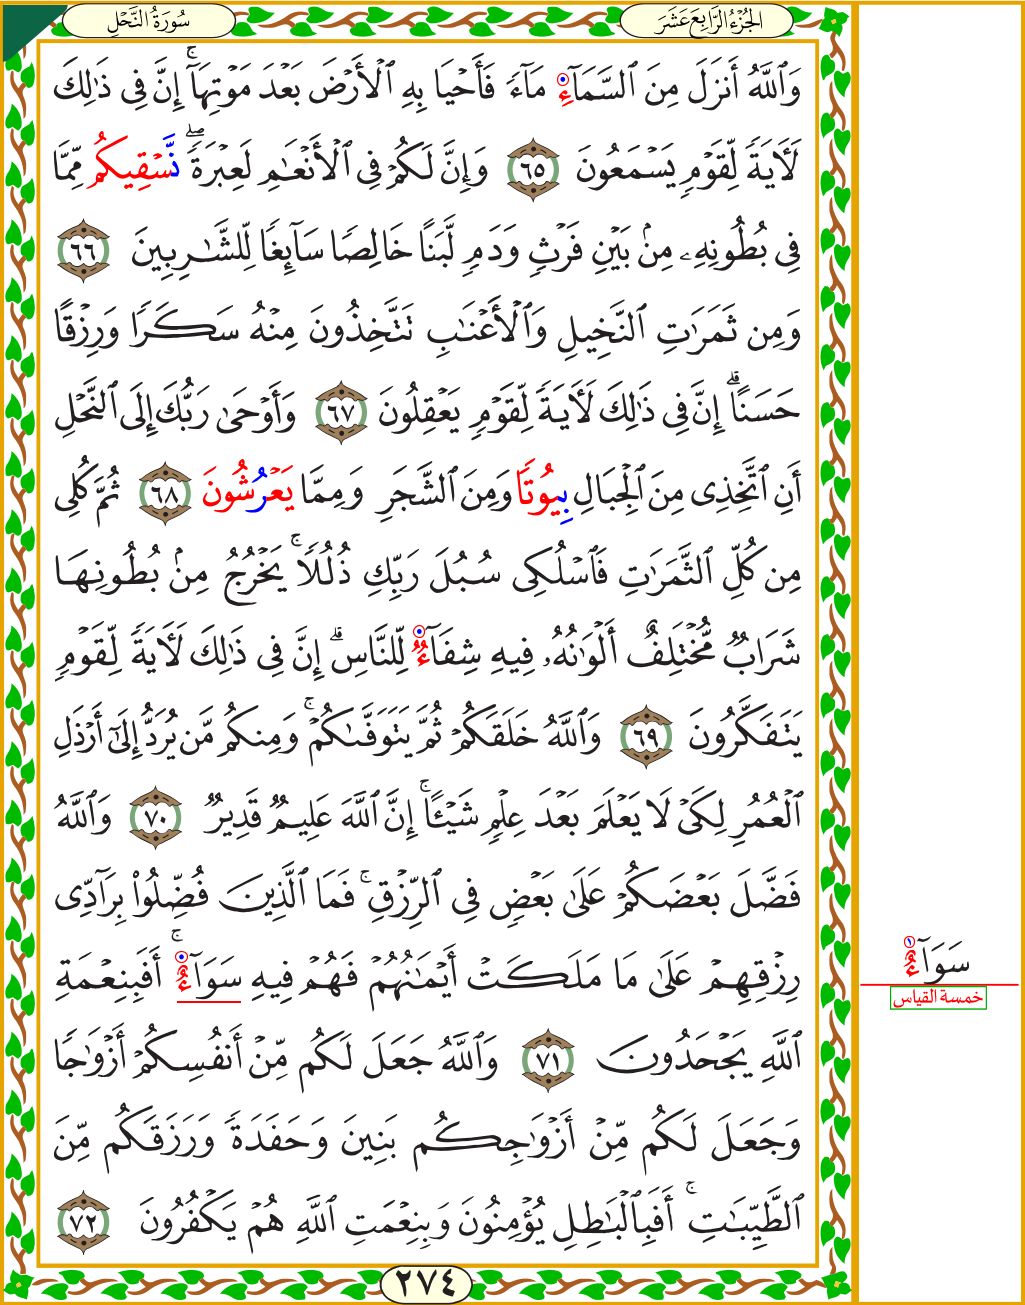 سُورَةُ النَّحْلِ
الجُزْءُ الرَّابِعَ عَشَرَ
وَٱللَّهُ أَنزَلَ مِنَ ٱلسَّمَآءِ مَآءً فَأَحْيَا بِهِ ٱلْأَرْضَ بَعْدَ مَوْتِهَآۚ إِنَّ فِى ذَٰلِكَ
لَءَايَةً لِّقَوْمٍ يَسْمَعُونَ ٦٥ وَإِنَّ لَكُمْ فِى ٱلْأَنْعَٰمِ لَعِبْرَةًۖ نَّسْقِيكُم مِّمَّا
فِى بُطُونِهِۦ مِنۢ بَيْنِ فَرْثٍ وَدَمٍ لَّبَنًا خَالِصًا سَآئِغًا لِّلشَّٰرِبِينَ ٦٦
وَمِن ثَمَرَٰتِ ٱلنَّخِيلِ وَٱلْأَعْنَٰبِ تَتَّخِذُونَ مِنْهُ سَكَرًا وَرِزْقًا
حَسَنًاۗ إِنَّ فِى ذَٰلِكَ لَءَايَةً لِّقَوْمٍ يَعْقِلُونَ ٦٧ وَأَوْحَىٰ رَبُّكَ إِلَى ٱلنَّحْلِ
أَنِ ٱتَّخِذِى مِنَ ٱلْجِبَالِ بِيُوتًا وَمِنَ ٱلشَّجَرِ وَمِمَّا يَعْرُشُونَ ٦٨ ثُمَّ كُلِى
مِن كُلِّ ٱلثَّمَرَٰتِ فَٱسْلُكِى سُبُلَ رَبِّكِ ذُلُلًاۚ يَخْرُجُ مِنۢ بُطُونِهَا
شَرَابٌ مُّخْتَلِفٌ أَلْوَٰنُهُۥ فِيهِ شِفَآءٌ لِّلنَّاسِۗ إِنَّ فِى ذَٰلِكَ لَءَايَةً لِّقَوْمٍ
يَتَفَكَّرُونَ ٦٩ وَٱللَّهُ خَلَقَكُمْ ثُمَّ يَتَوَفَّىٰكُمْۚ وَمِنكُم مَّن يُرَدُّ إِلَىٰٓ أَرْذَلِ
ٱلْعُمُرِ لِكَىْ لَا يَعْلَمَ بَعْدَ عِلْمٍ شَيْـًٔاۚ إِنَّ ٱللَّهَ عَلِيمٌ قَدِيرٌ ٧٠ وَٱللَّهُ
فَضَّلَ بَعْضَكُمْ عَلَىٰ بَعْضٍ فِى ٱلرِّزْقِۚ فَمَا ٱلَّذِينَ فُضِّلُوا۟ بِرَآدِّى
رِزْقِهِمْ عَلَىٰ مَا مَلَكَتْ أَيْمَٰنُهُمْ فَهُمْ فِيهِ سَوَآءٌۚ أَفَبِنِعْمَةِ
ٱللَّهِ يَجْحَدُونَ ٧١ وَٱللَّهُ جَعَلَ لَكُم مِّنْ أَنفُسِكُمْ أَزْوَٰجًا
وَجَعَلَ لَكُم مِّنْ أَزْوَٰجِكُم بَنِينَ وَحَفَدَةً وَرَزَقَكُم مِّنَ
ٱلطَّيِّبَٰتِۚ أَفَبِٱلْبَٰطِلِ يُؤْمِنُونَ وَبِنِعْمَتِ ٱللَّهِ هُمْ يَكْفُرُونَ ٧٢
سَوَآءٌ
خمسة القياس
٢٧٤